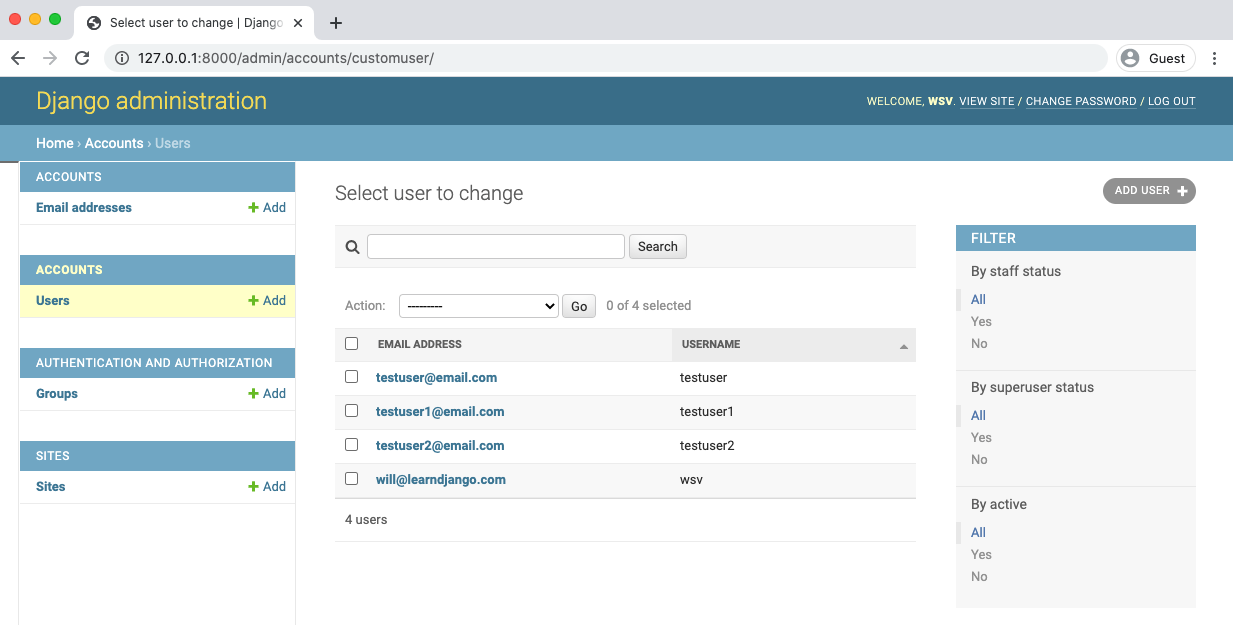 Select user to change | Django
127.0.0.1:8000/admin/accounts/customuser/
Guest
Django administration
WELCOME, WSV. VIEW SITE / CHANGE PASSWORD / LOG OUT
Home › Accounts › Users
ACCOUNTS
Email addresses
Add
ACCOUNTS
Users
Add
AUTHENTICATION AND AUTHORIZATION
Groups
Add
SITES
Sites
Add
Select user to change
ADD USER
Search
Action:
---------
Go
0 of 4 selected
EMAIL ADDRESS USERNAME
testuser@email.com testuser
testuser1@email.com testuser1
testuser2@email.com testuser2
will@learndjango.com wsv
4 users
FILTER
By staff status
All
Yes
No
By superuser status
All
Yes
No
By active
All
Yes
No